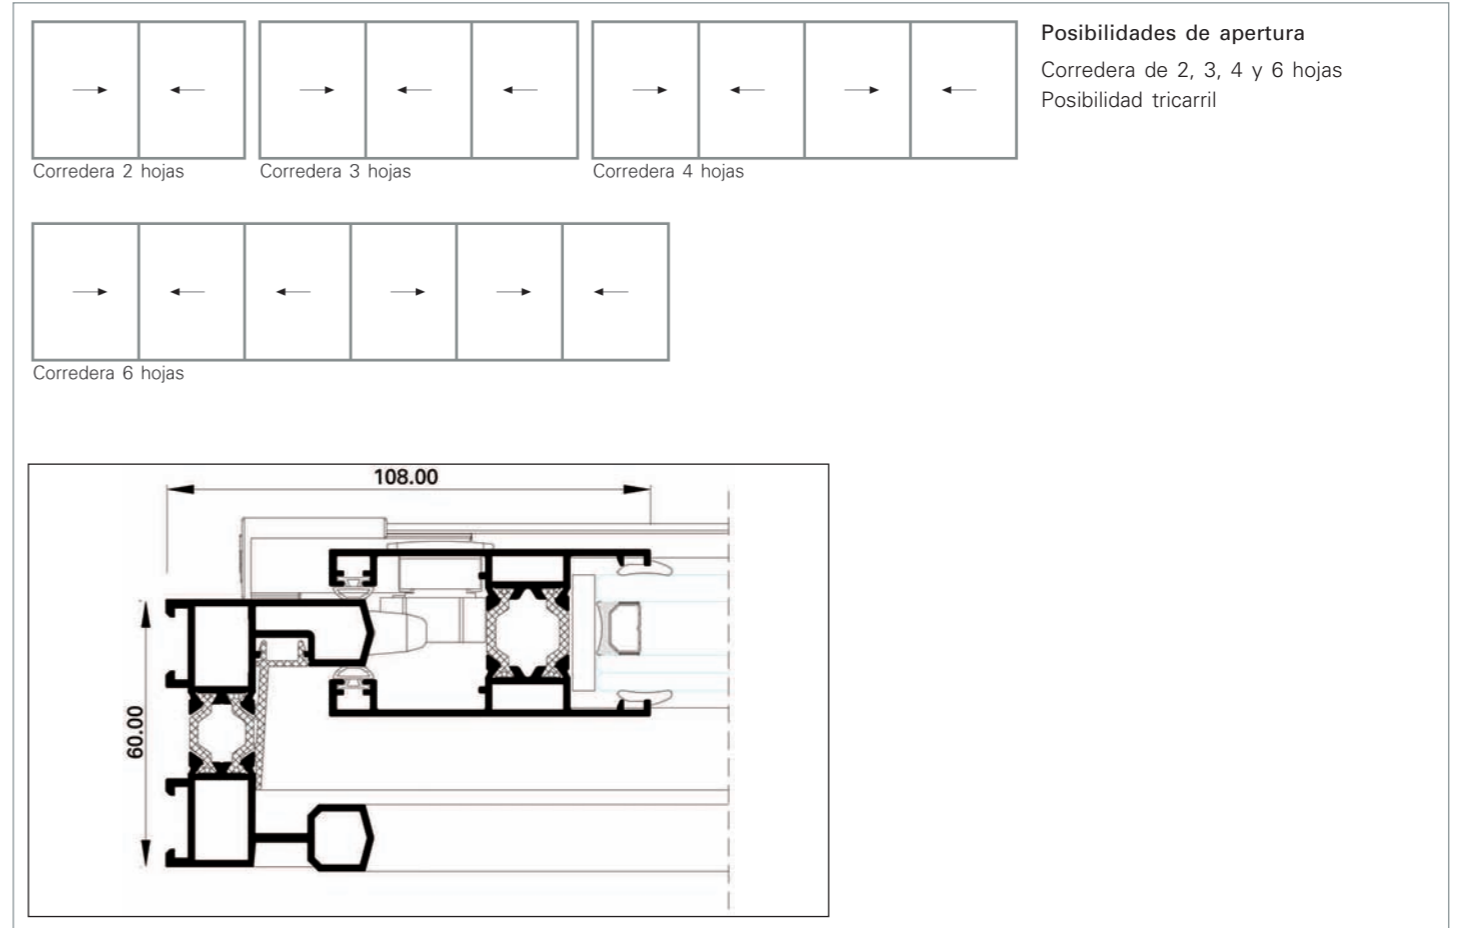 Posibilidades de apertura
Corredera de 2, 3, 4 y 6 hojas
Posibilidad tricarril
Corredera 2 hojas
Corredera 3 hojas
Corredera 4 hojas
Corredera 6 hojas
108.00
60.00